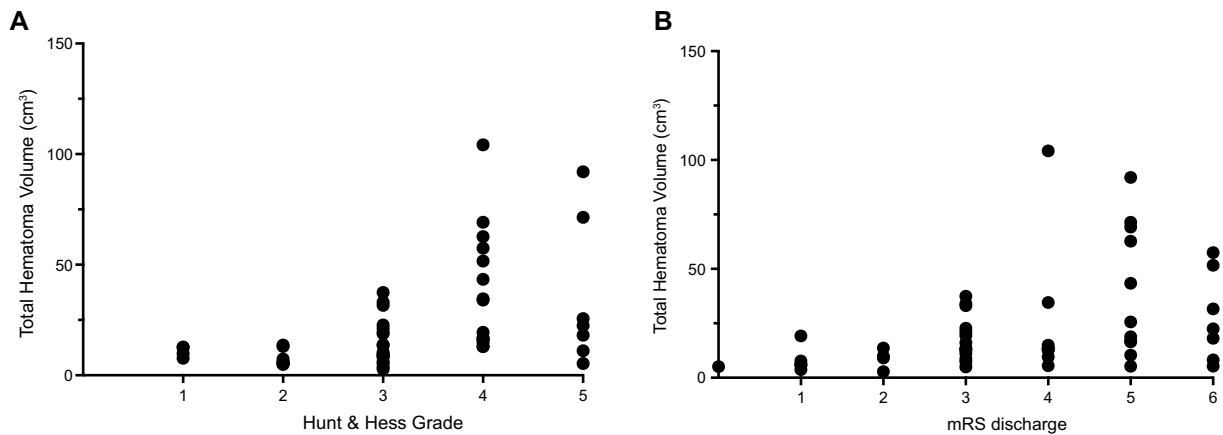 A
Total Hematoma Volume (cm³)
150
100
50
0
1 2 3 4 5
Hunt & Hess Grade
B
Total Hematoma Volume (cm³)
150
100
50
0
1 2 3 4 5 6
mRS discharge